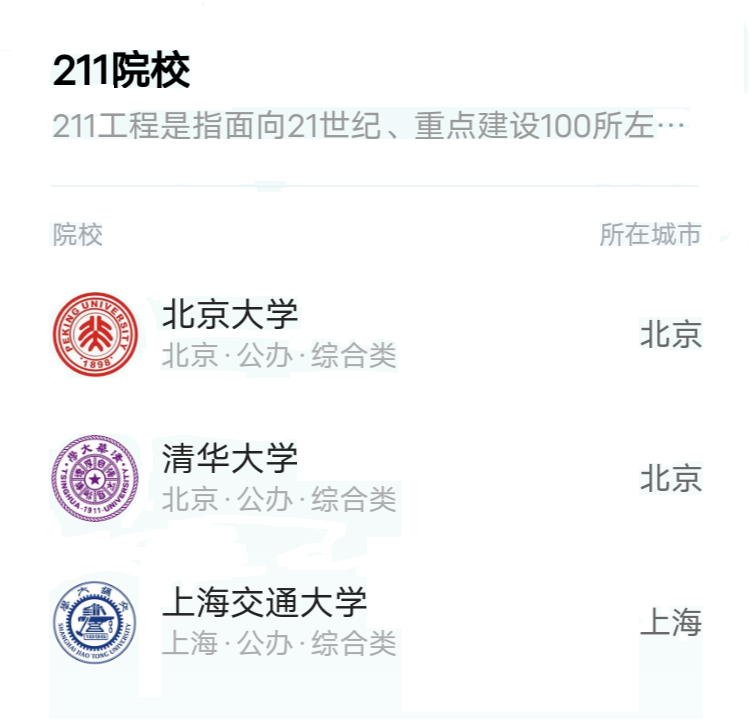 211院校
211工程是指面向21世纪、重点建设100所左…
院校 所在城市
PEKING UNIVERSITY
1898
北京大学
北京·公办·综合类
北京
TSINGHUA·1911·UNIVERSITY
清华大学
北京·公办·综合类
北京
SHANGHAI JIAO TONG UNIVERSITY
上海交通大学
上海·公办·综合类
上海